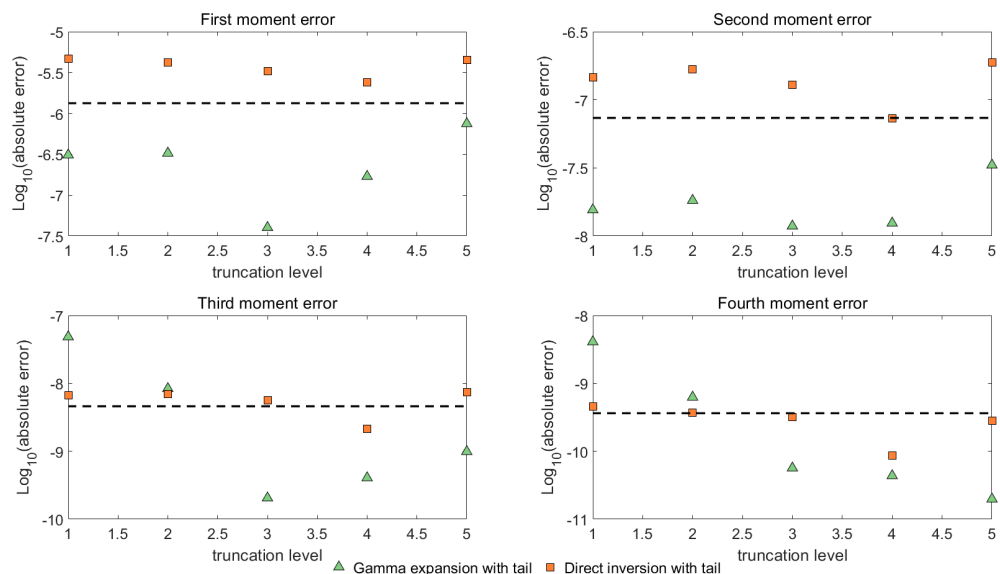 First moment error
Log10(absolute error)
-5
-5.5
-6
-6.5
-7
-7.5
1 1.5 2 2.5 3 3.5 4 4.5 5
truncation level
Second moment error
Log10(absolute error)
-6.5
-7
-7.5
-8
1 1.5 2 2.5 3 3.5 4 4.5 5
truncation level
Third moment error
Log10(absolute error)
-7
-8
-9
-10
1 1.5 2 2.5 3 3.5 4 4.5 5
truncation level
Fourth moment error
Log10(absolute error)
-8
-9
-10
-11
1 1.5 2 2.5 3 3.5 4 4.5 5
truncation level
Gamma expansion with tail Direct inversion with tail